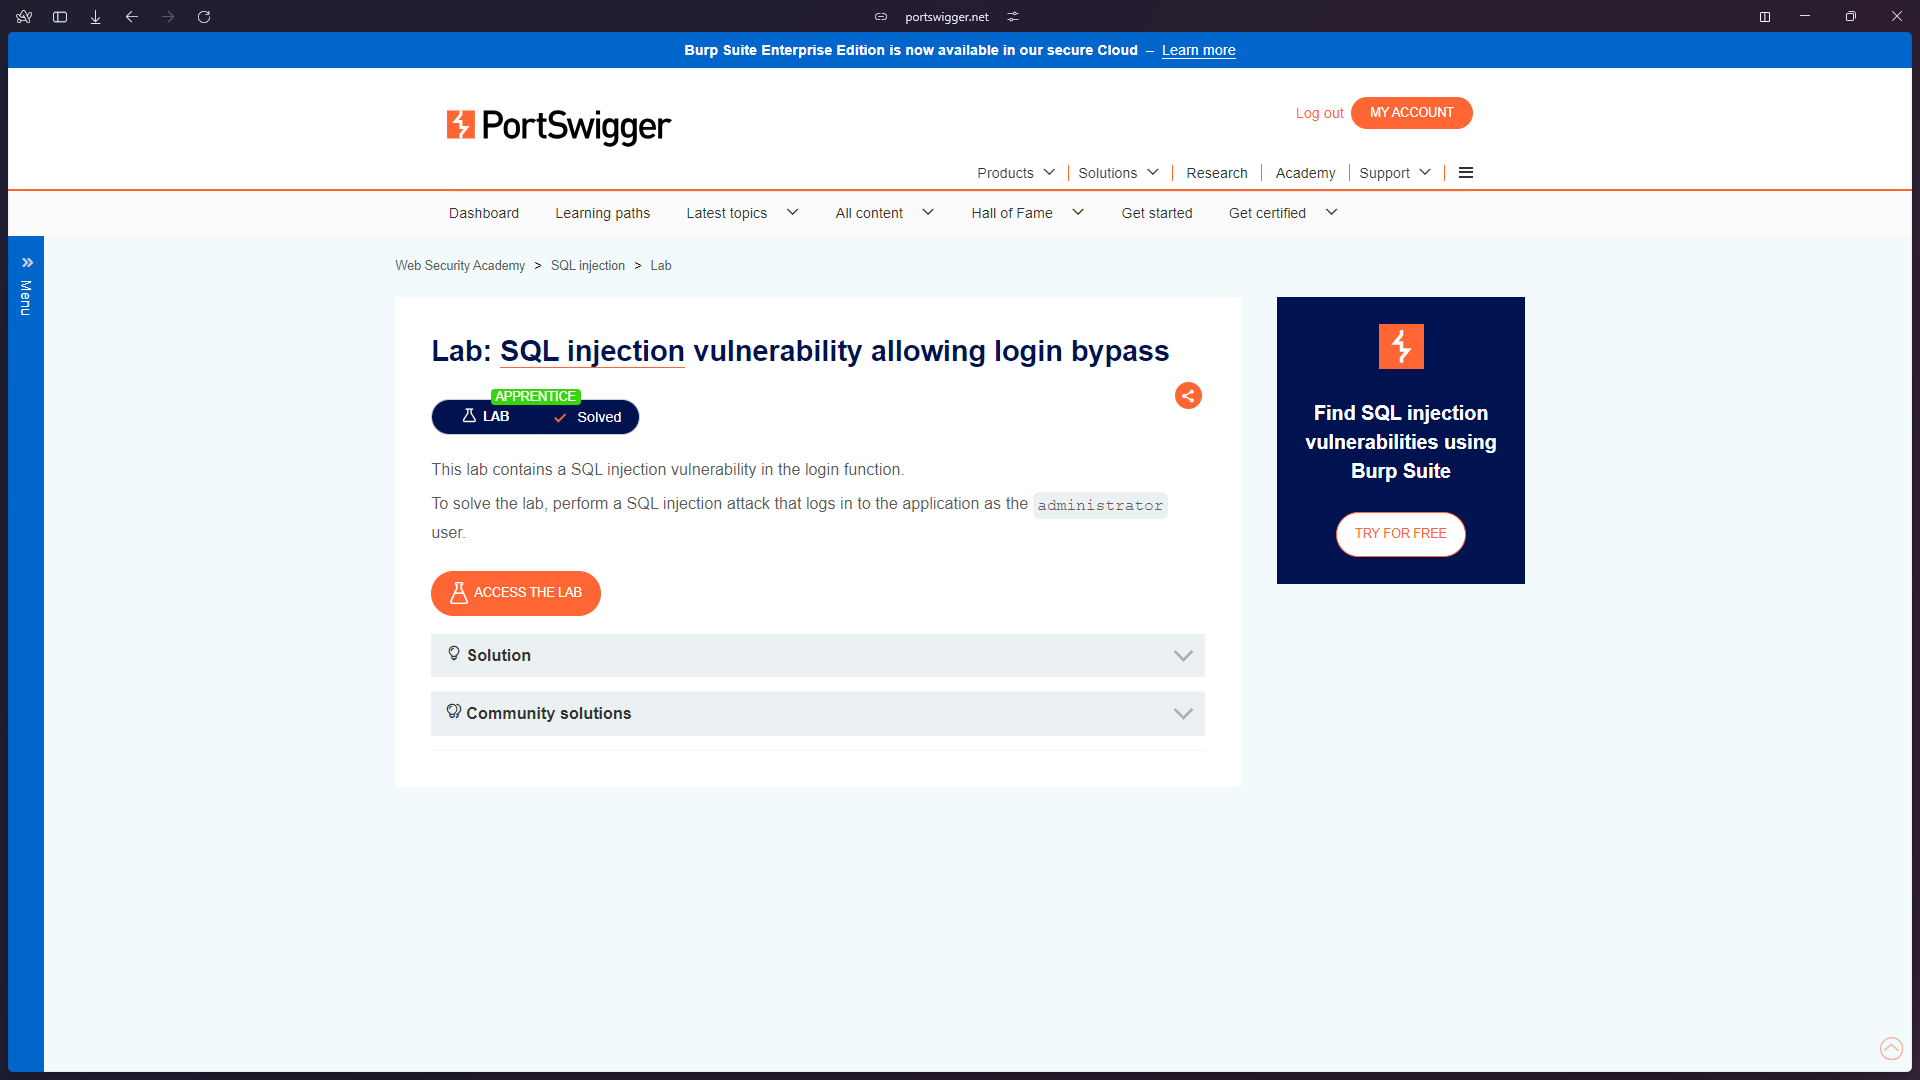 portswigger.net
Burp Suite Enterprise Edition is now available in our secure Cloud – Learn more
PortSwigger
Log out MY ACCOUNT
Products Solutions Research Academy Support
Dashboard Learning paths Latest topics All content Hall of Fame Get started Get certified
Menu
Web Security Academy > SQL injection > Lab
Lab: SQL injection vulnerability allowing login bypass
APPRENTICE
LAB Solved
This lab contains a SQL injection vulnerability in the login function.
To solve the lab, perform a SQL injection attack that logs in to the application as the administrator
user.
ACCESS THE LAB
Solution
Community solutions
Find SQL injection
vulnerabilities using
Burp Suite
TRY FOR FREE